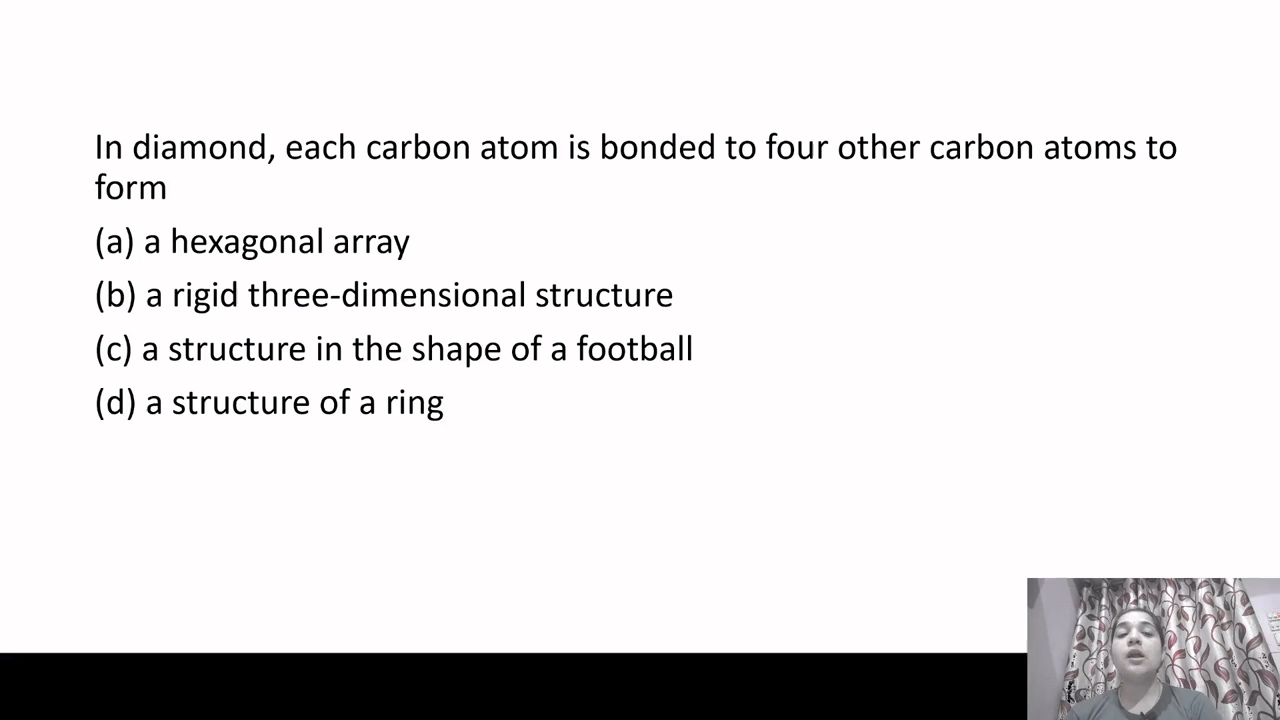 In diamond, each carbon atom is bonded to four other carbon atoms to
form
(a) a hexagonal array
(b) a rigid three-dimensional structure
(c) a structure in the shape of a football
(d) a structure of a ring